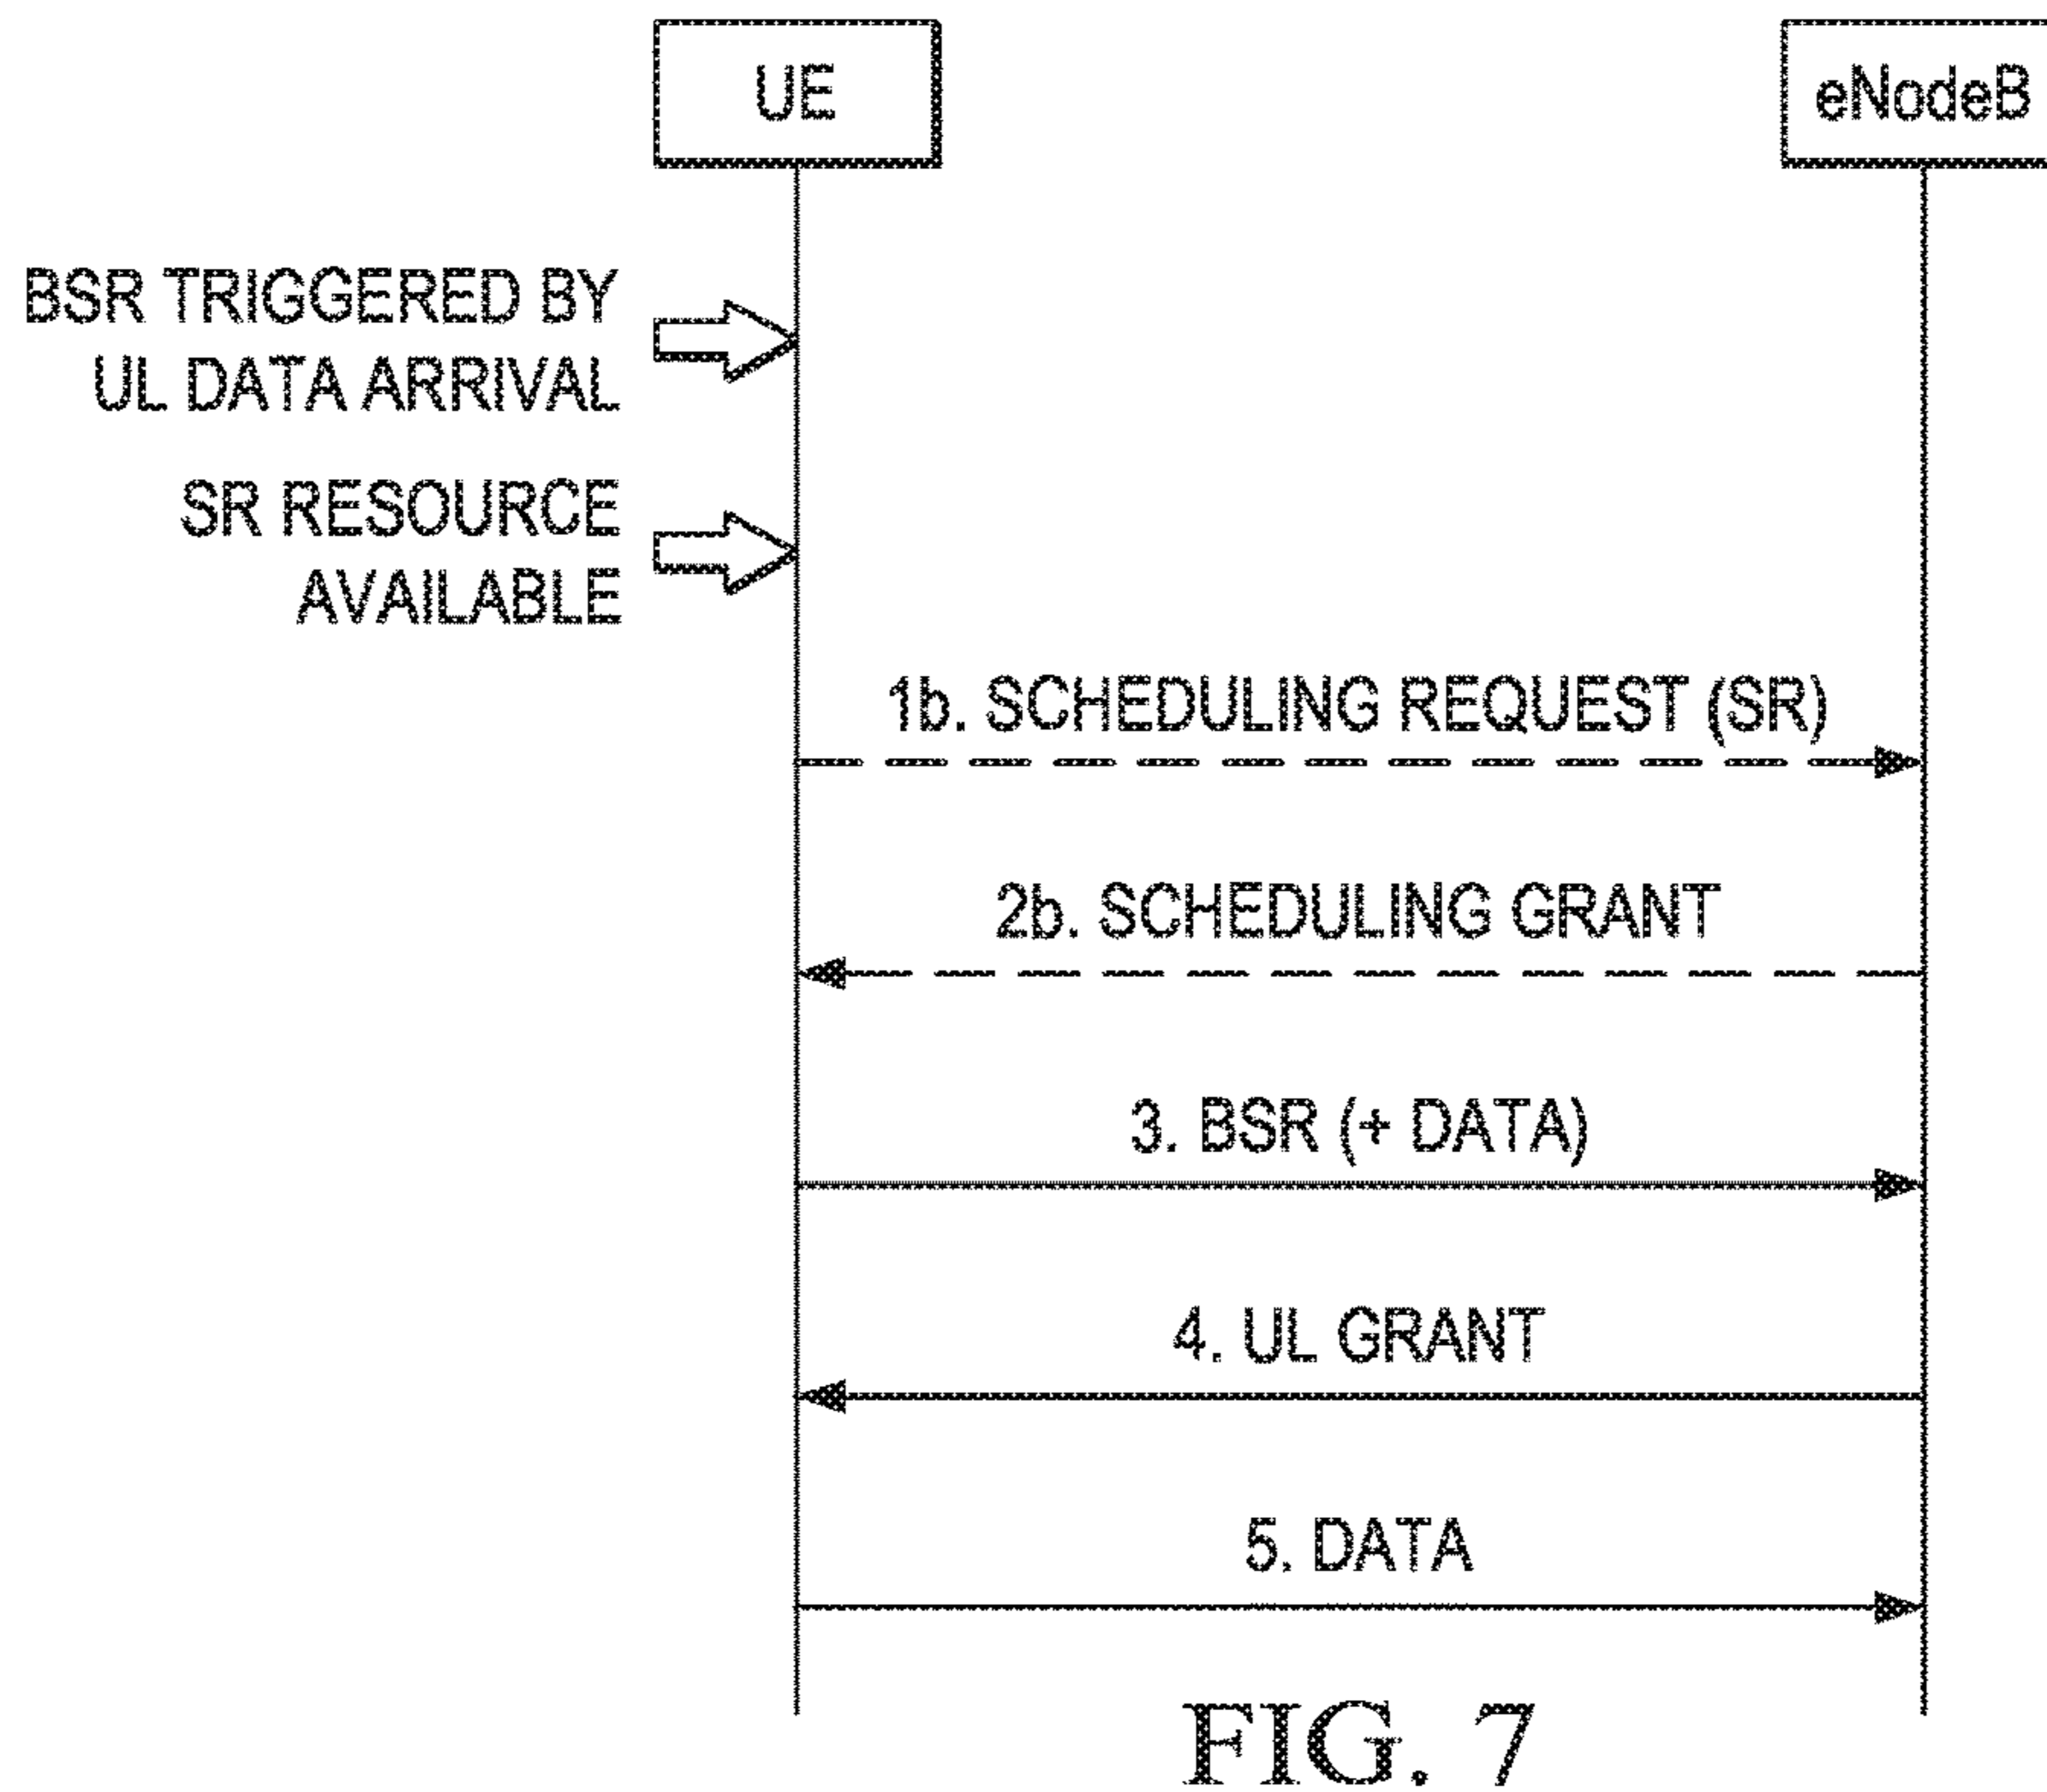 UE
eNodeB
BSR TRIGGERED BY
UL DATA ARRIVAL
SR RESOURCE
AVAILABLE
1b. SCHEDULING REQUEST (SR)
2b. SCHEDULING GRANT
3. BSR (+ DATA)
4. UL GRANT
5. DATA
FIG. 7